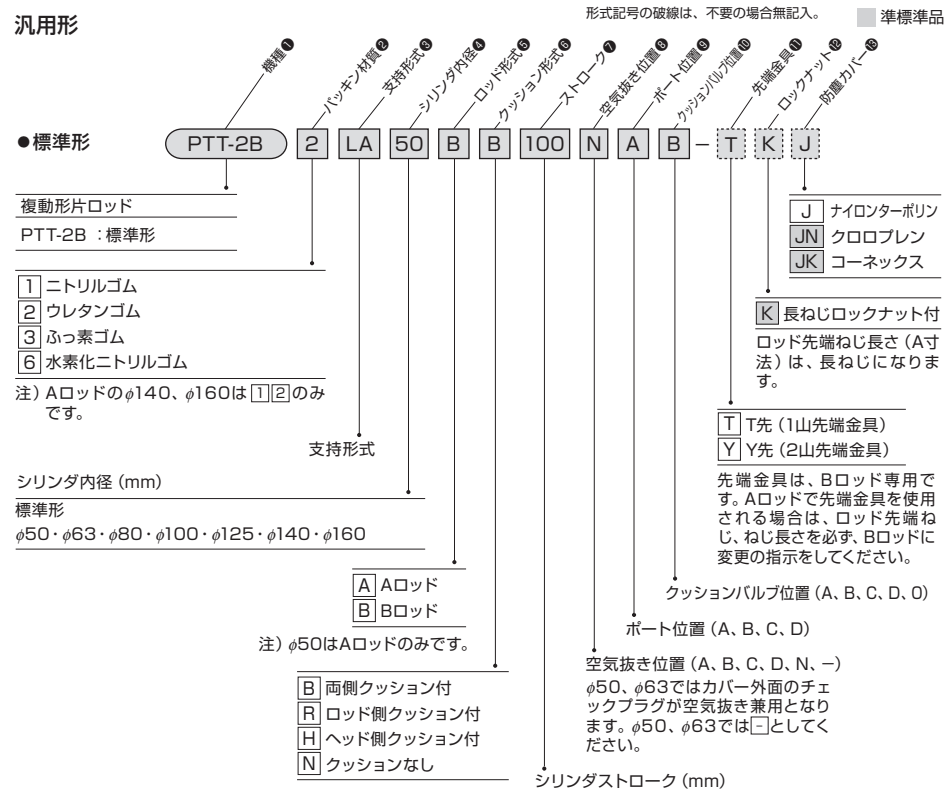 汎用形
形式記号の破線は、不要の場合無記入。
準標準品
機種❶
パッキン材質❷
支持形式❸
シリンダ内径❹
ロッド形式❺
クッション形式❻
ストローク❼
空気抜き位置❽
ポート位置❾
クッションバルブ位置❿
先端金具⓫
ロックナット⓬
防塵カバー⓭
●標準形
PTT-2B 2 LA 50 B B 100 N A B － T K J
複動形片ロッド
PTT-2B ：標準形
1 ニトリルゴム
2 ウレタンゴム
3 ふっ素ゴム
6 水素化ニトリルゴム
注）Aロッドのφ140、φ160は12のみ
です。
支持形式
シリンダ内径（mm）
標準形
φ50・φ63・φ80・φ100・φ125・φ140・φ160
A Aロッド
B Bロッド
注）φ50はAロッドのみです。
B 両側クッション付
R ロッド側クッション付
H ヘッド側クッション付
N クッションなし
シリンダストローク（mm）
空気抜き位置（A、B、C、D、N、−）
φ50、φ63ではカバー外面のチェ
ックプラグが空気抜き兼用となり
ます。φ50、φ63では-としてく
ださい。
ポート位置（A、B、C、D）
クッションバルブ位置（A、B、C、D、0）
T T先（1山先端金具）
Y Y先（2山先端金具）
先端金具は、Bロッド専用で
す。Aロッドで先端金具を使用
される場合は、ロッド先端ね
じ、ねじ長さを必ず、Bロッドに
変更の指示をしてください。
K 長ねじロックナット付
ロッド先端ねじ長さ（A寸
法）は、長ねじになりま
す。
J ナイロンターポリン
JN クロロプレン
JK コーネックス